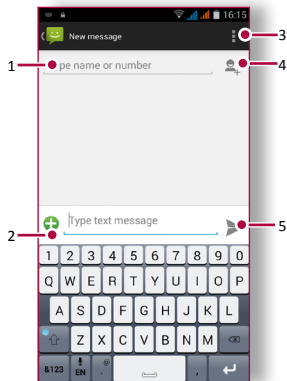 16:15
New message
3
1
pe name or number
4
Type text message
2
5
1 2 3 4 5 6 7 8 9 0
Q W E R T Y U I O P
A S D F G H J K L
Z X C V B N M
&123 EN @ . ,